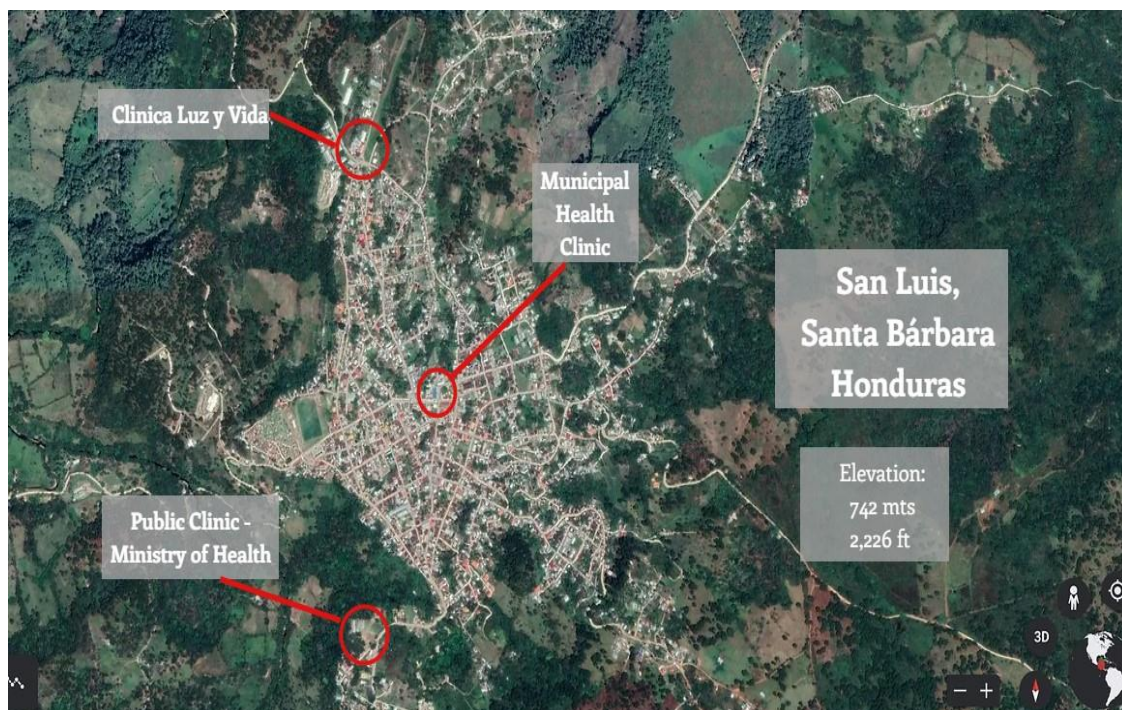 Clinica Luz y Vida
Municipal
Health
Clinic
San Luis,
Santa Bárbara
Honduras
Elevation:
742 mts
2,226 ft
Public Clinic -
Ministry of Health
3D